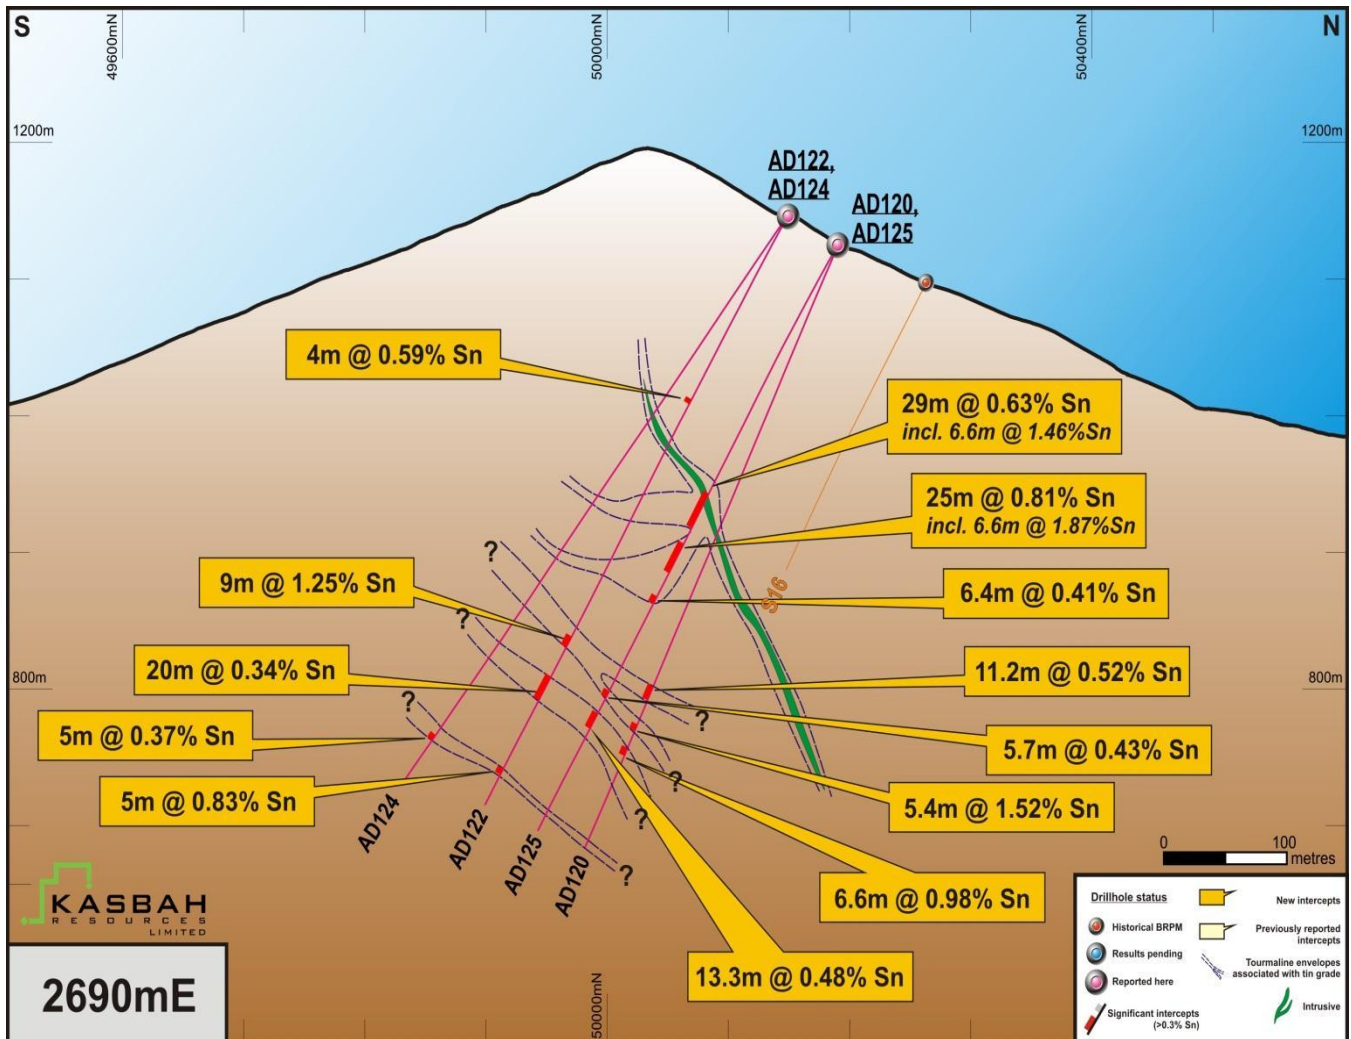 S
N
49600mN
50000mN
50400mN
1200m
1200m
AD122,
AD124
AD120,
AD125
4m @ 0.59% Sn
29m @ 0.63% Sn
incl. 6.6m @ 1.46%Sn
25m @ 0.81% Sn
incl. 6.6m @ 1.87%Sn
?
9m @ 1.25% Sn
S16
6.4m @ 0.41% Sn
?
20m @ 0.34% Sn
11.2m @ 0.52% Sn
800m
800m
?
?
5m @ 0.37% Sn
5.7m @ 0.43% Sn
?
5m @ 0.83% Sn
5.4m @ 1.52% Sn
?
AD124
AD122
AD125
AD120
?
0
100
metres
6.6m @ 0.98% Sn
13.3m @ 0.48% Sn
KASBAH
RESOURCES
LIMITED
2690mE
50000mN
Drillhole status
Historical BRPM
Results pending
Reported here
Significant intercepts
(>0.3% Sn)
New intercepts
Previously reported
intercepts
Tourmaline envelopes
associated with tin grade
Intrusive